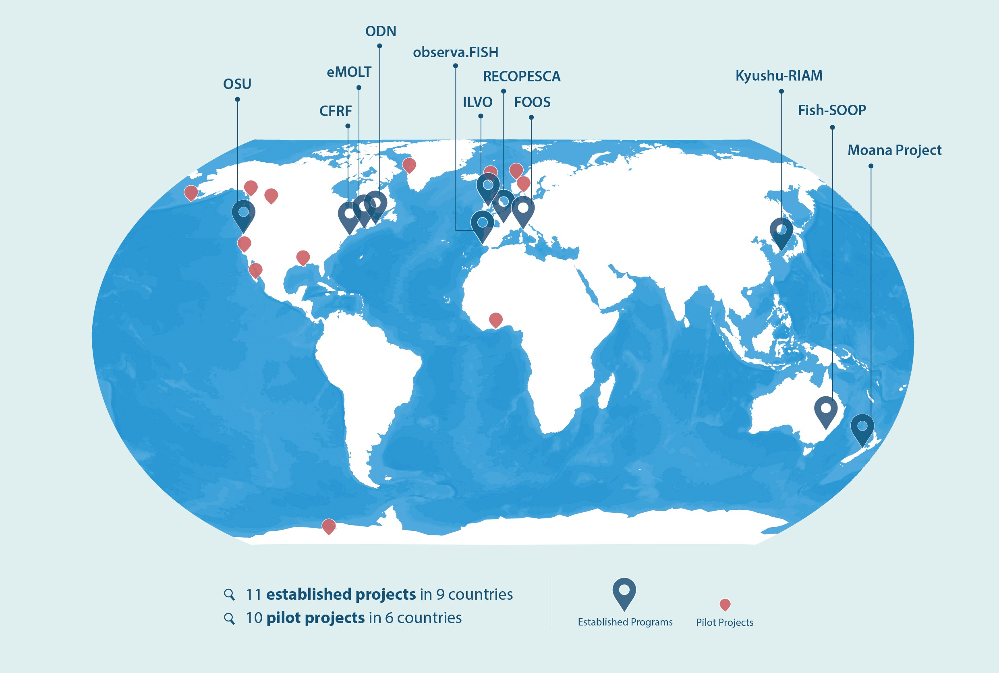 ODN
observa.FISH
eMOLT
RECOPESCA
Kyushu-RIAM
OSU
ILVO
FOOS
CFRF
Fish-SOOP
Moana Project
11 established projects in 9 countries
10 pilot projects in 6 countries
Established Programs
Pilot Projects